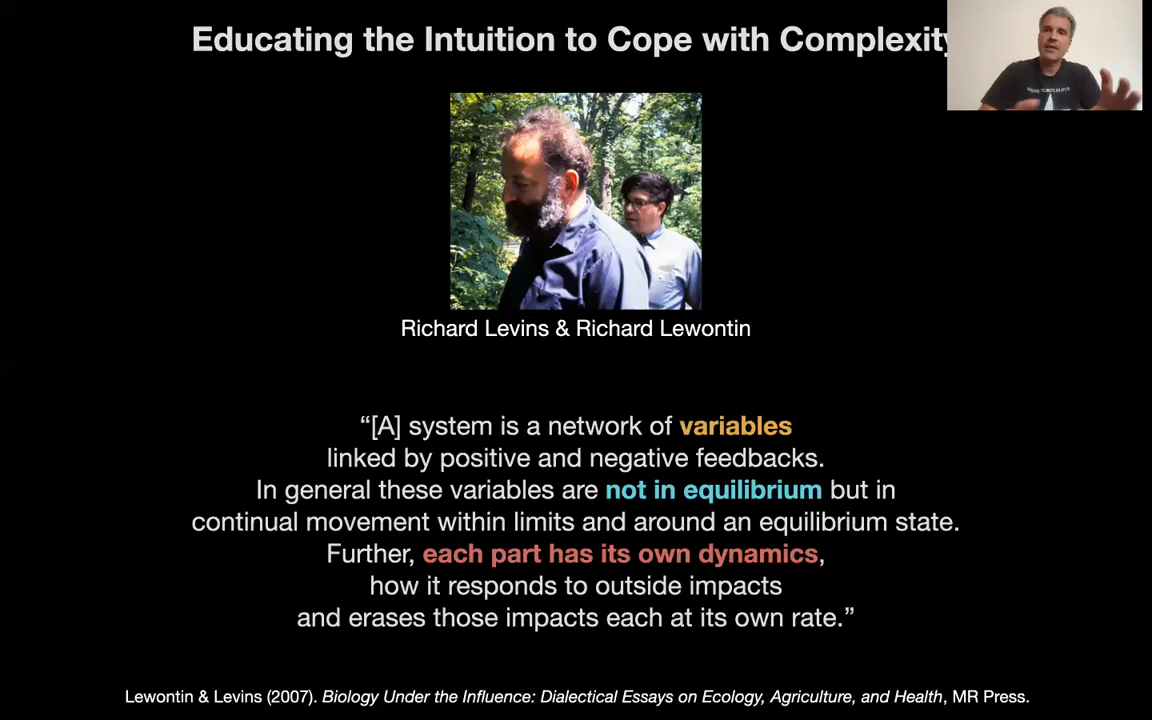 Educating the Intuition to Cope with Complexity
Richard Levins & Richard Lewontin
“[A] system is a network of variables
linked by positive and negative feedbacks.
In general these variables are not in equilibrium but in
continual movement within limits and around an equilibrium state.
Further, each part has its own dynamics,
how it responds to outside impacts
and erases those impacts each at its own rate.”
Lewontin & Levins (2007). Biology Under the Influence: Dialectical Essays on Ecology, Agriculture, and Health, MR Press.